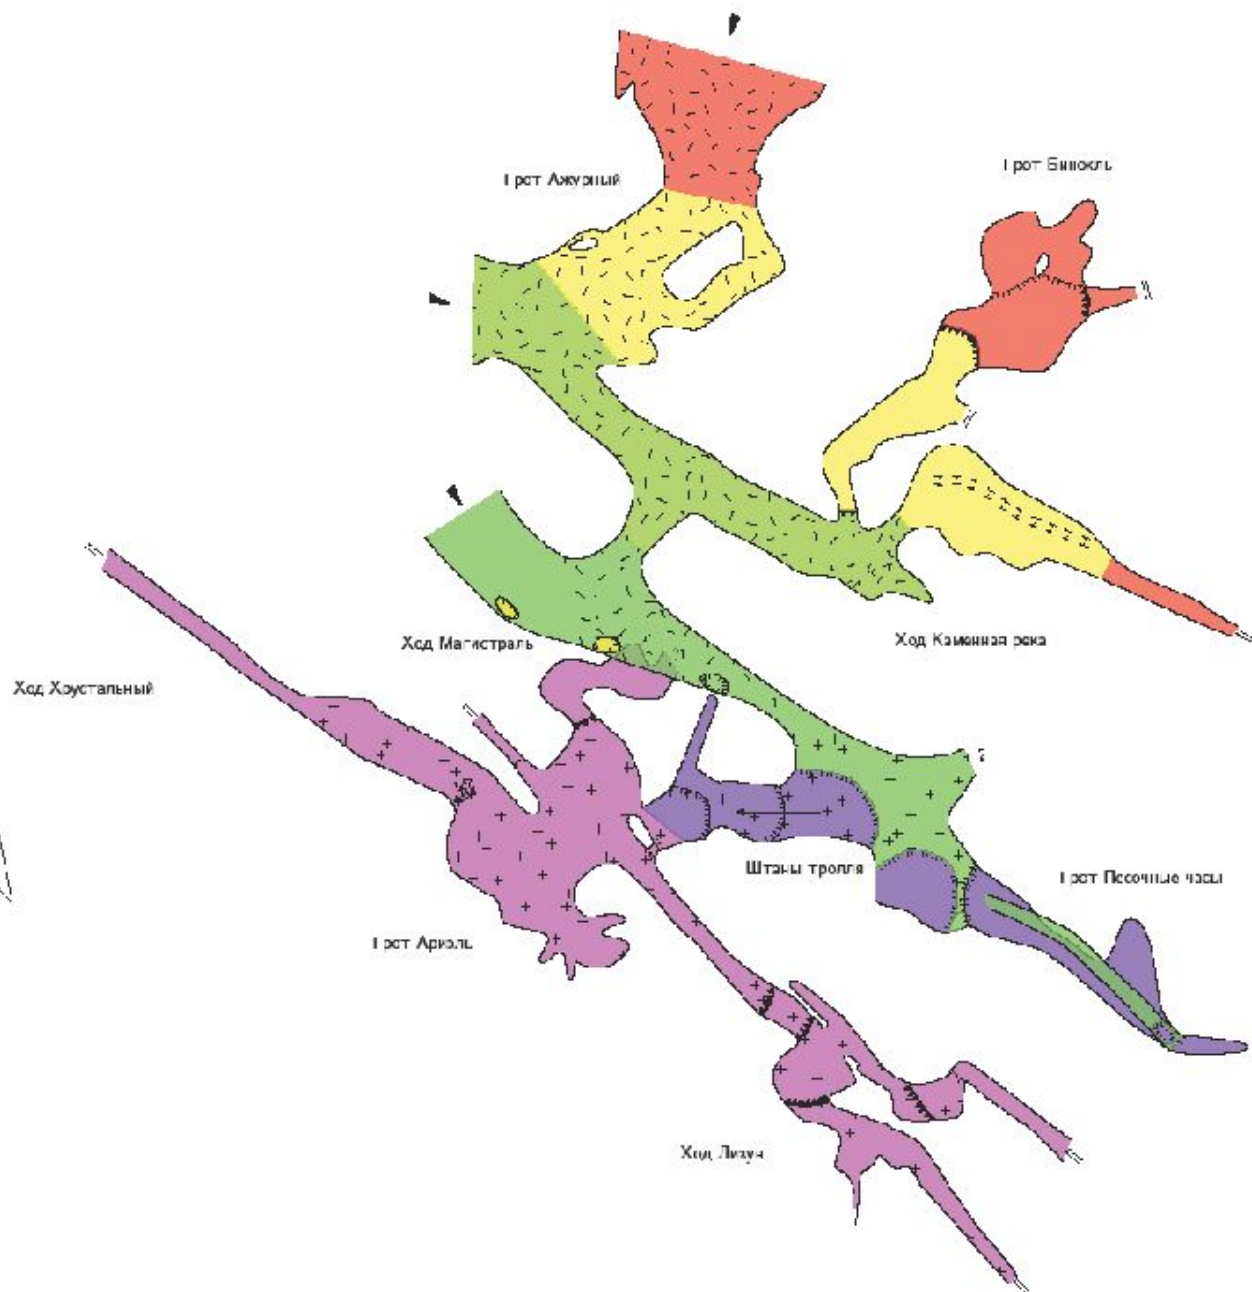 Грот Ажурный
Грот Бинокль
Ход Магистраль
Ход Каменная река
Ход Хрустальный
Штаны тролля
Грот Песочные часы
Грот Ариэль
Ход Лизун
?